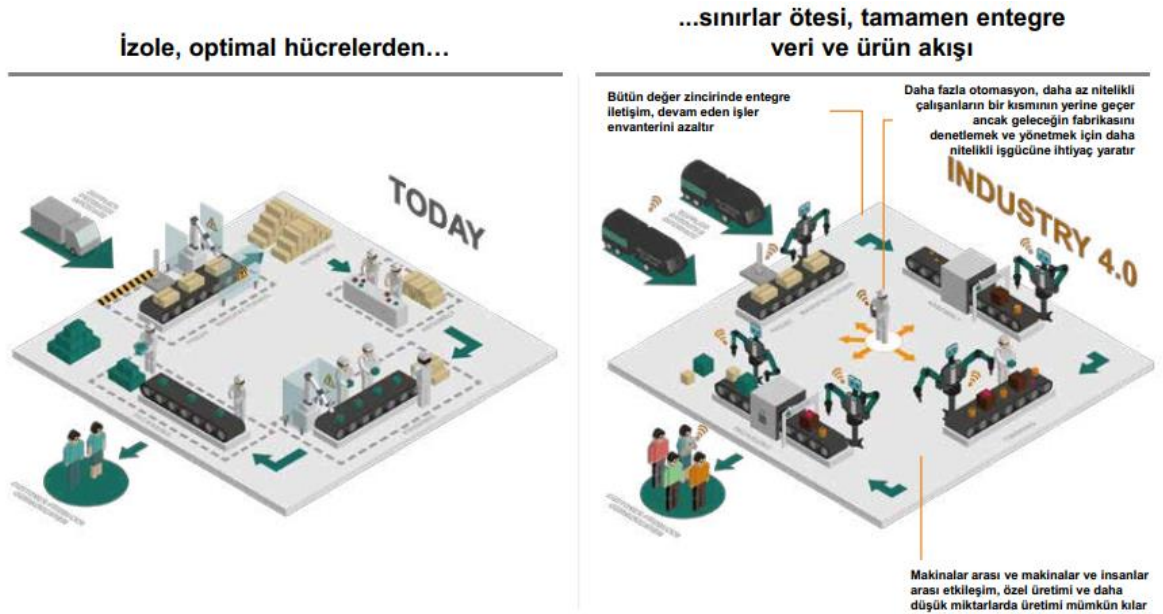 İzole, optimal hücrelerden…
TODAY
...sınırlar ötesi, tamamen entegre
veri ve ürün akışı
Bütün değer zincirinde entegre
iletişim, devam eden işler
envanterini azaltır
Daha fazla otomasyon, daha az nitelikli
çalışanların bir kısmının yerine geçer
ancak geleceğin fabrikasını
denetlemek ve yönetmek için daha
nitelikli işgücüne ihtiyaç yaratır
INDUSTRY 4.0
Makinalar arası ve makinalar ve insanlar
arası etkileşim, özel üretimi ve daha
düşük miktarlarda üretimi mümkün kılar